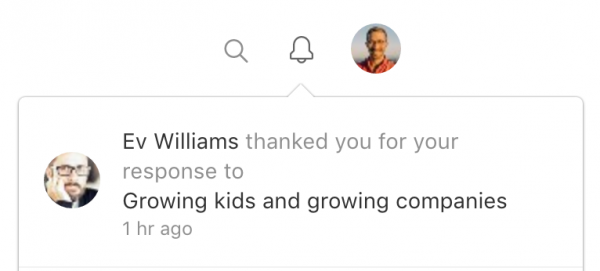 Ev Williams thanked you for your
response to
Growing kids and growing companies
1 hr ago